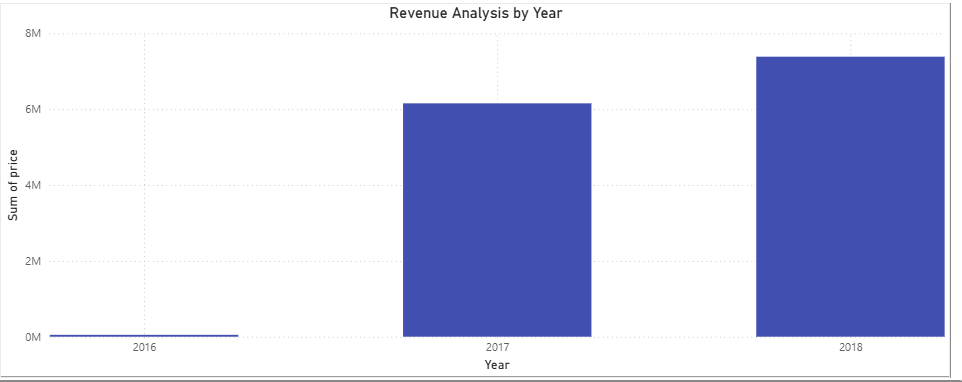 Revenue Analysis by Year
8M
6M
4M
2M
0M
Sum of price
2016 2017 2018
Year